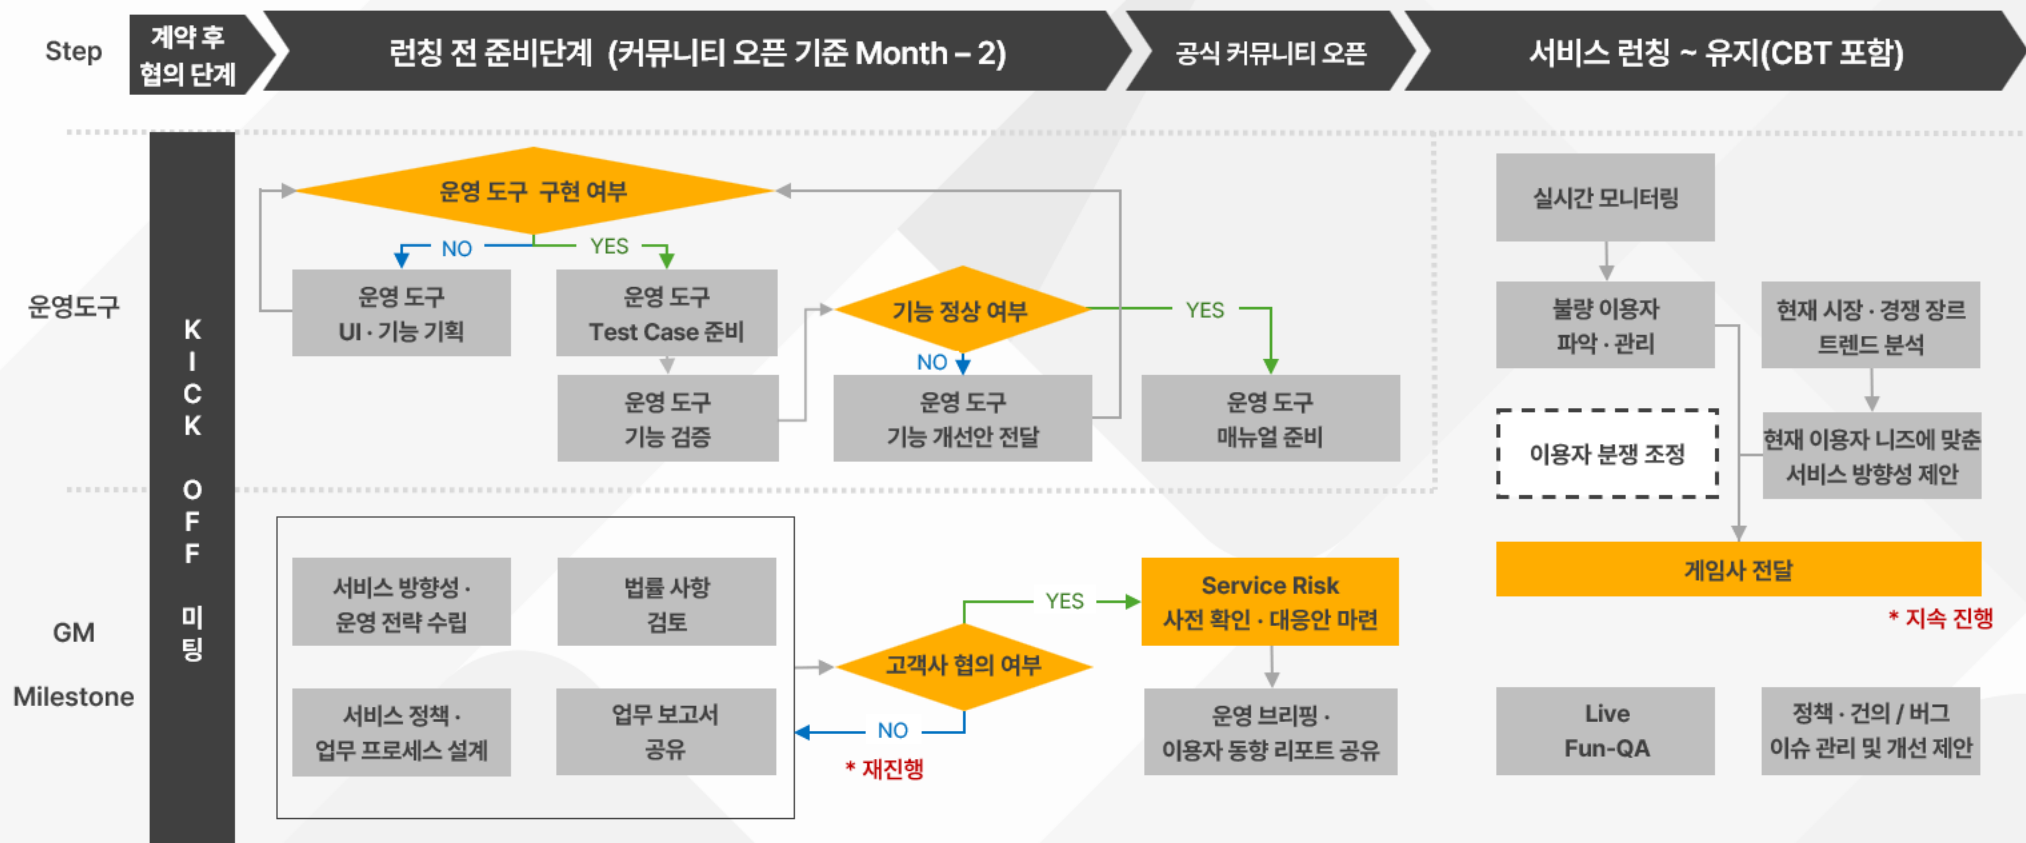 Step
계약 후
협의 단계
런칭 전 준비단계 (커뮤니티 오픈 기준 Month – 2)
공식 커뮤니티 오픈
서비스 런칭 ~ 유지(CBT 포함)
운영도구
GM
Milestone
KICK OFF 미팅
운영 도구 구현 여부
NO
YES
운영 도구
UI · 기능 기획
운영 도구
Test Case 준비
운영 도구
기능 검증
기능 정상 여부
NO
YES
운영 도구
기능 개선안 전달
운영 도구
매뉴얼 준비
서비스 방향성 ·
운영 전략 수립
법률 사항
검토
서비스 정책 ·
업무 프로세스 설계
업무 보고서
공유
고객사 협의 여부
YES
NO
* 재진행
Service Risk
사전 확인 · 대응안 마련
운영 브리핑 ·
이용자 동향 리포트 공유
실시간 모니터링
불량 이용자
파악 · 관리
현재 시장 · 경쟁 장르
트렌드 분석
이용자 분쟁 조정
현재 이용자 니즈에 맞춘
서비스 방향성 제안
게임사 전달
* 지속 진행
Live
Fun-QA
정책 · 건의 / 버그
이슈 관리 및 개선 제안